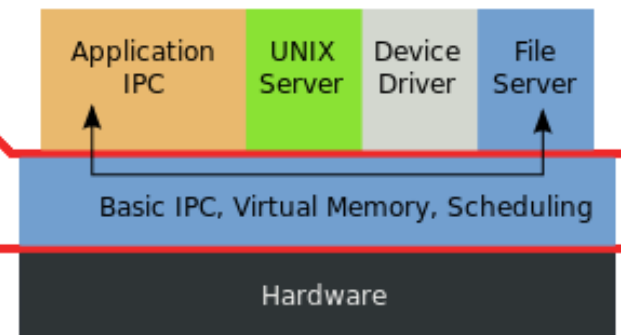 Application
IPC
UNIX
Server
Device
Driver
File
Server
Basic IPC, Virtual Memory, Scheduling
Hardware